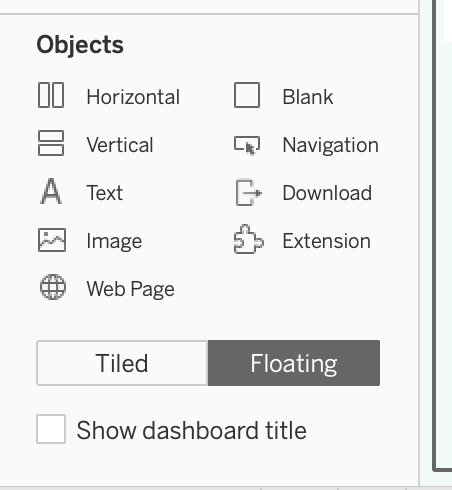 Objects
Horizontal
Blank
Vertical
Navigation
Text
Download
Image
Extension
Web Page
Tiled
Floating
Show dashboard title